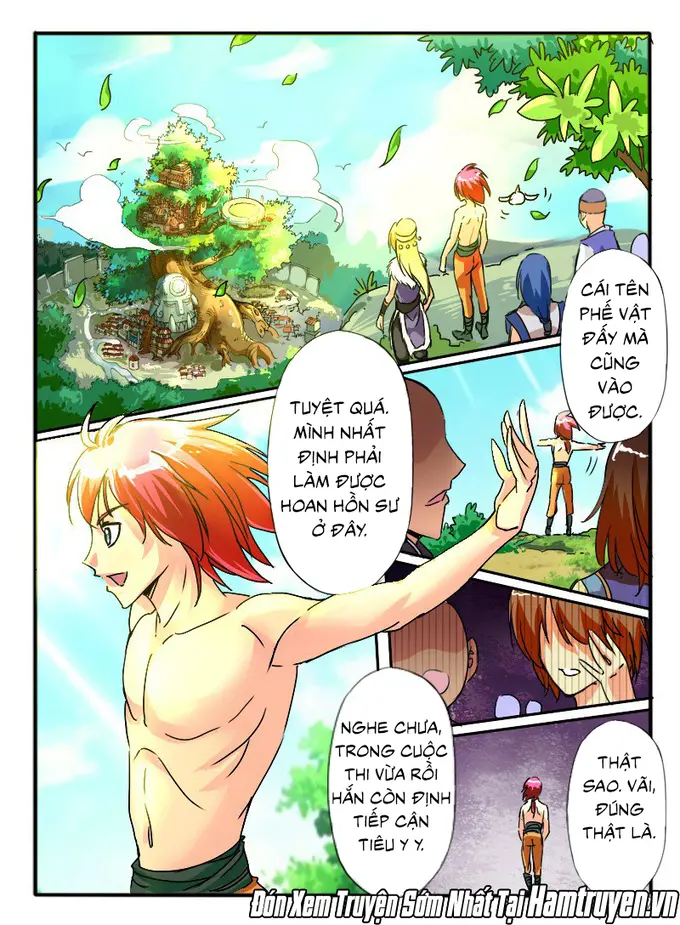 CÁI TÊN
PHẾ VẬT
ĐẤY MÀ
CŨNG
VÀO
ĐƯỢC.
TUYỆT QUÁ.
MÌNH NHẤT
ĐỊNH PHẢI
LÀM ĐƯỢC
HOAN HỒN SƯ
Ở ĐÂY.
NGHE CHƯA,
TRONG CUỘC
THI VỪA RỒI
HẮN CÒN ĐỊNH
TIẾP CẬN
TIÊU Y Y.
THẬT
SAO. VÃI,
ĐÚNG
THẬT LÀ.
Đón Xem Truyện Sớm Nhất Tại Hamtruyen.vn